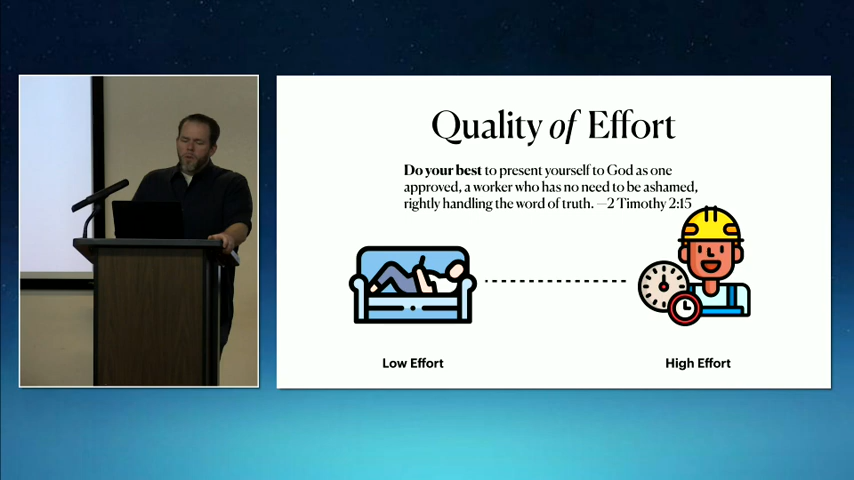 Quality of Effort
Do your best to present yourself to God as one
approved, a worker who has no need to be ashamed,
rightly handling the word of truth. —2 Timothy 2:15
Low Effort
High Effort